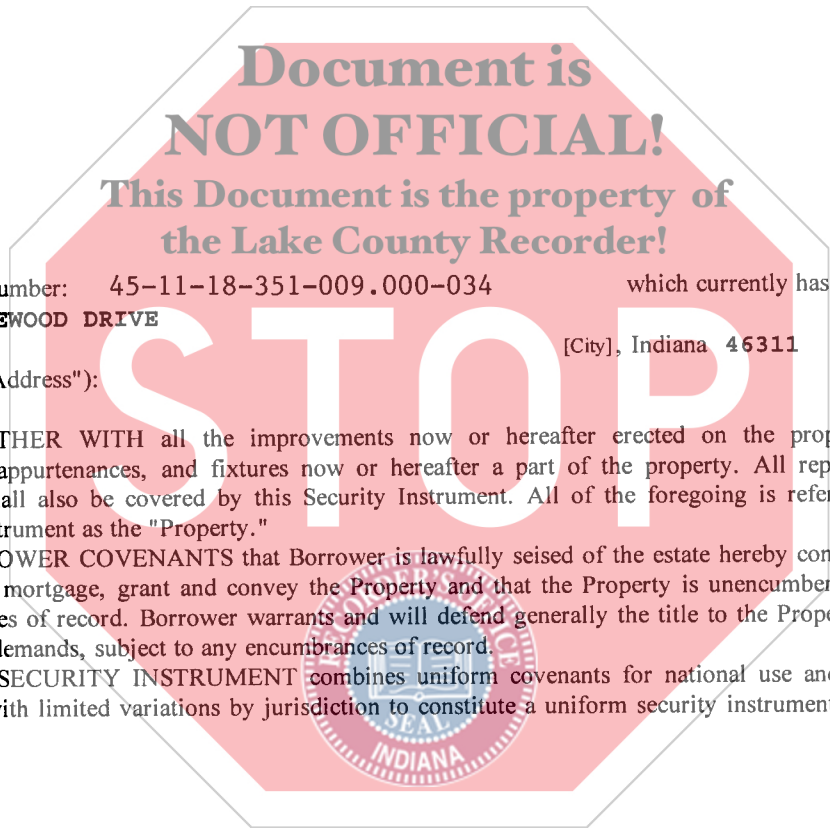 Document is
NOT OFFICIAL!
This Document is the property of
the Lake County Recorder!
umber: 45-11-18-351-009.000-034 which currently has
EWOOD DRIVE
[City], Indiana 46311
Address"):
STOP
THER WITH all the improvements now or hereafter erected on the prop
appurtenances, and fixtures now or hereafter a part of the property. All rep
all also be covered by this Security Instrument. All of the foregoing is refer
trument as the "Property."
OWER COVENANTS that Borrower is lawfully seised of the estate hereby con
mortgage, grant and convey the Property and that the Property is unencumber
es of record. Borrower warrants and will defend generally the title to the Prope
demands, subject to any encumbrances of record.
SECURITY INSTRUMENT combines uniform covenants for national use and
with limited variations by jurisdiction to constitute a uniform security instrument
RECORDER'S OFFICE
SEAL
INDIANA